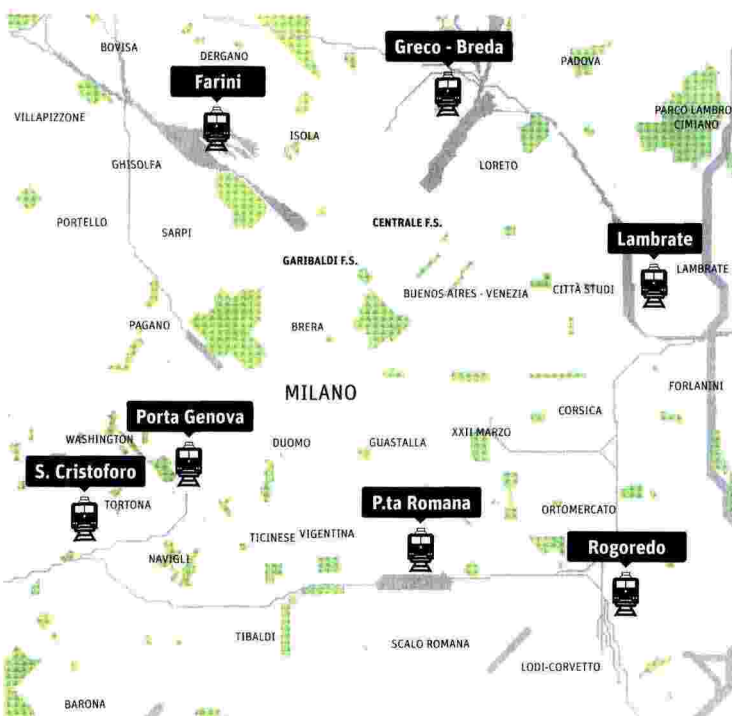 BOVISA
DERGANO
Greco - Breda
PADOVA
Farini
VILLAPIZZONE
PARCO LAMBRO
CIMIANO
ISOLA
GHISOLFA
LORETO
PORTELLO
SARPI
CENTRALE F.S.
Lambrate
GARIBALDI F.S.
LAMBRATE
BUENOS AIRES - VENEZIA
CITTÀ STUDI
PAGANO
BRERA
MILANO
FORLANINI
Porta Genova
CORSICA
WASHINGTON
DUOMO
GUASTALLA
XXII MARZO
S. Cristoforo
TORTONA
P.ta Romana
ORTOMERCATO
TICINESE
VIGENTINA
Rogoredo
NAVIGLI
TIBALDI
SCALO ROMANA
LODI-CORVETTO
BARONA